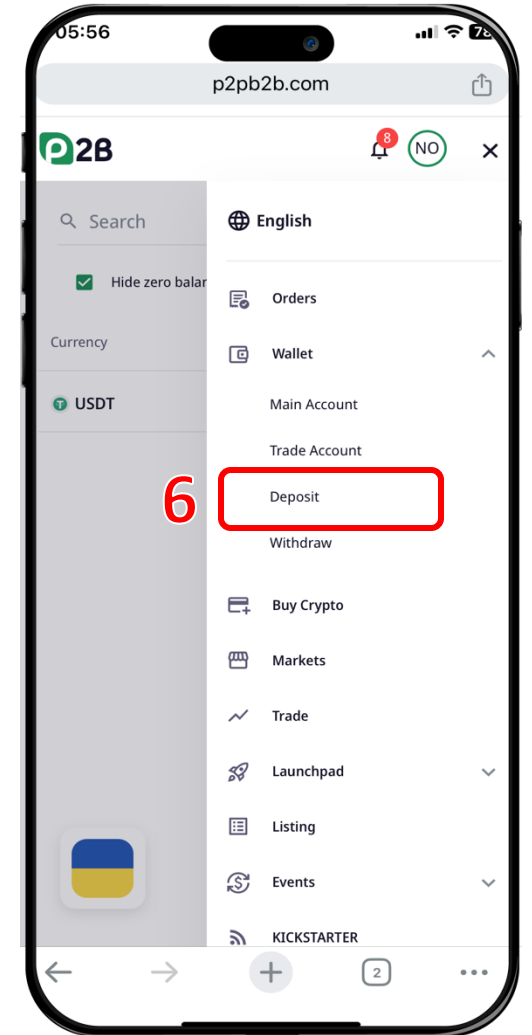 05:56
78
p2pb2b.com
P2B
8
NO
Search
English
Hide zero balan
Orders
Currency
Wallet
USDT
Main Account
Trade Account
6
Deposit
Withdraw
Buy Crypto
Markets
Trade
Launchpad
Listing
Events
KICKSTARTER
2